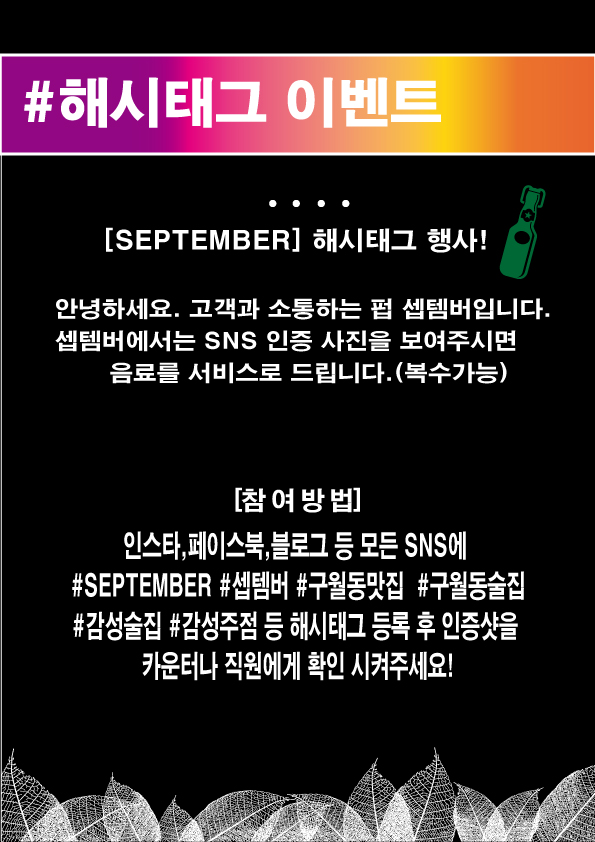 #해시태그 이벤트
• • • •
[SEPTEMBER] 해시태그 행사!
안녕하세요. 고객과 소통하는 펍 셉템버입니다.
셉템버에서는 SNS 인증 사진을 보여주시면
음료를 서비스로 드립니다.(복수가능)
[참 여 방 법]
인스타,페이스북,블로그 등 모든 SNS에
#SEPTEMBER #셉템버 #구월동맛집 #구월동술집
#감성술집 #감성주점 등 해시태그 등록 후 인증샷을
카운터나 직원에게 확인 시켜주세요!